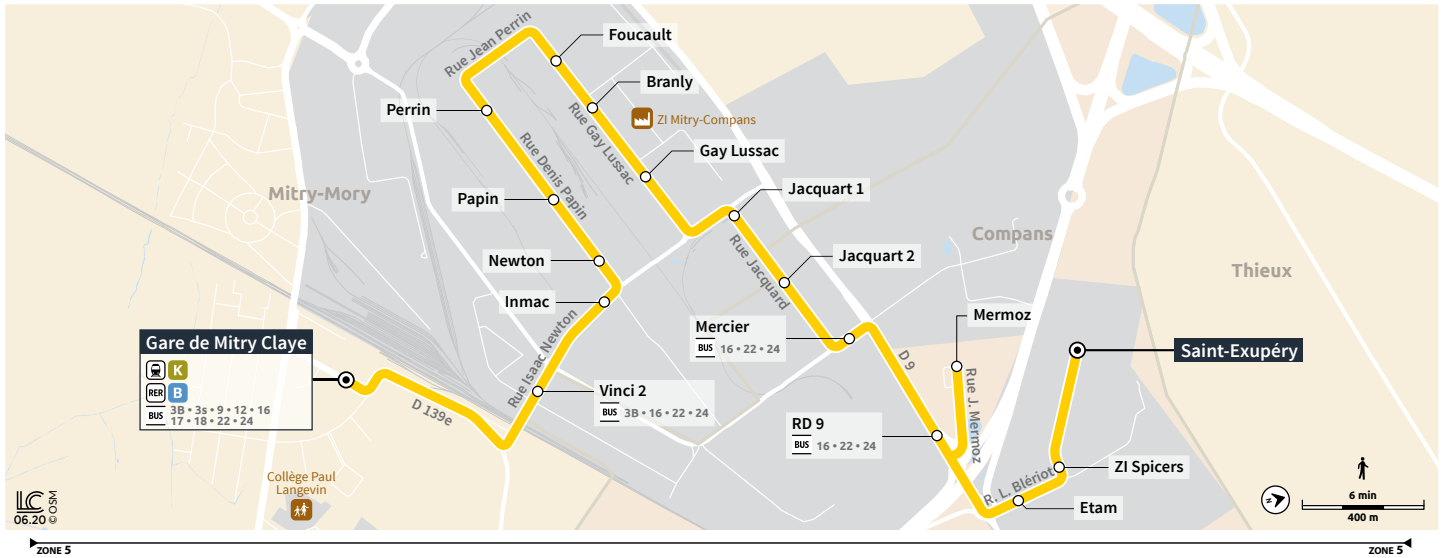 Rue Jean Perrin
Foucault
Branly
Perrin
ZI Mitry-Compans
Rue Gay Lussac
Rue Denis Papin
Gay Lussac
Mitry-Mory
Papin
Jacquart 1
Compans
Rue Jacquard
Jacquart 2
Newton
Thieux
Inmac
Mermoz
Mercier
BUS 16 • 22 • 24
Gare de Mitry Claye
K
RER B
BUS 3B • 3s • 9 • 12 • 16
17 • 18 • 22 • 24
Rue Isaac Newton
D 9
Saint-Exupéry
D 139e
Vinci 2
BUS 3B • 16 • 22 • 24
Rue J. Mermoz
RD 9
BUS 16 • 22 • 24
ZI Spicers
R. L. Blériot
Etam
Collège Paul
Langevin
LC
06.20 © OSM
6 min
400 m
ZONE 5
ZONE 5